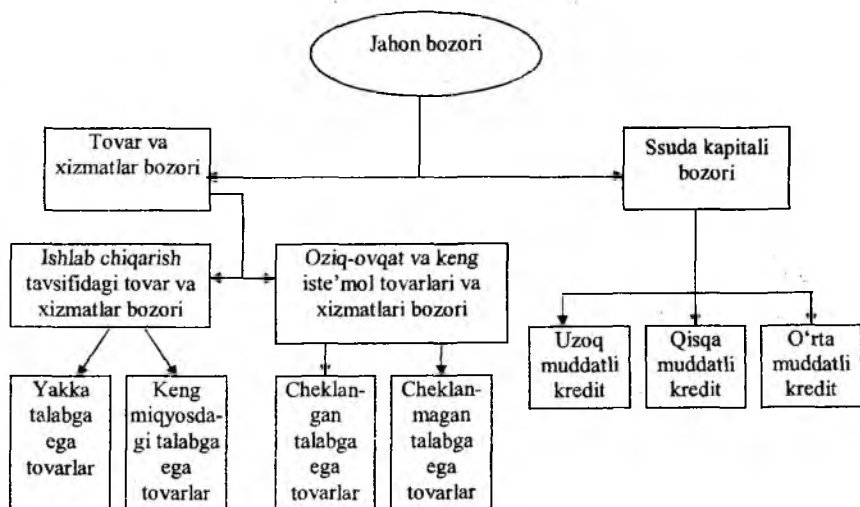 Jahon bozori
Tovar va
xizmatlar bozori
Ssuda kapitali
bozori
Ishlab chiqarish
tavsifidagi tovar va
xizmatlar bozori
Oziq-ovqat va keng
iste'mol tovarlari va
xizmatlari bozori
Uzoq
muddatli
kredit
Qisqa
muddatli
kredit
O‘rta
muddatli
kredit
Yakka
talabga
ega
tovarlar
Keng
miqyosda-
gi talabga
ega
tovarlar
Cheklan-
gan
talabga
ega
tovarlar
Cheklan-
magan
talabga
ega
tovarlar